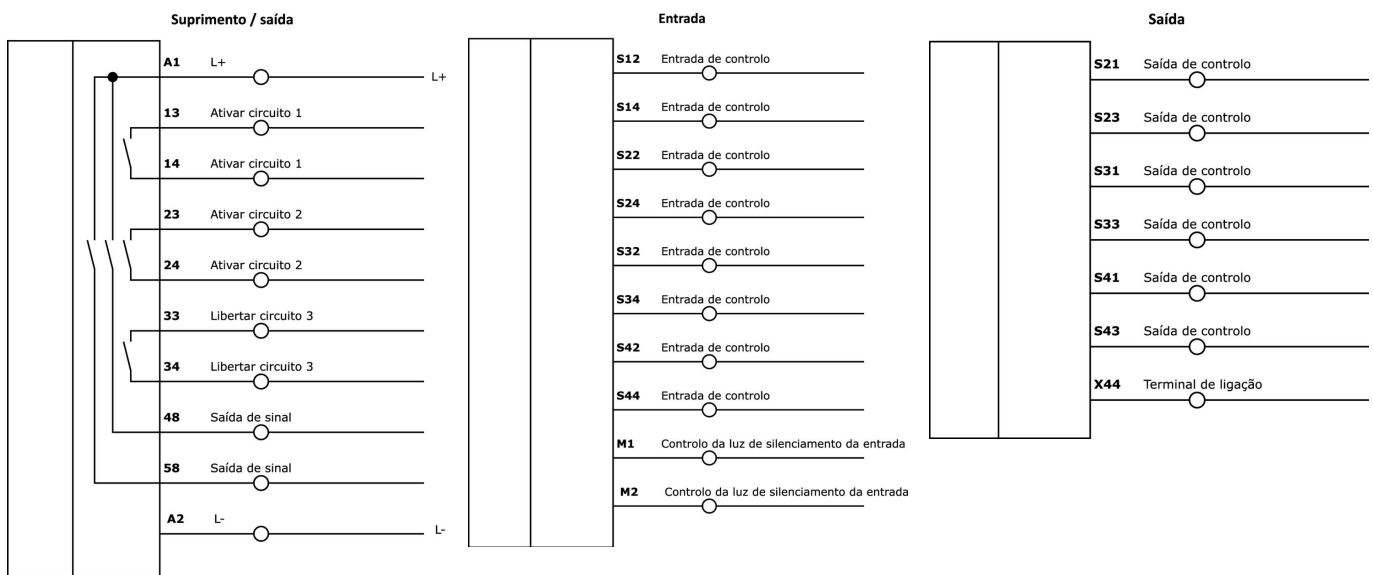 Suprimento / saída
A1 L+
L+
13 Ativar circuito 1
14 Ativar circuito 1
23 Ativar circuito 2
24 Ativar circuito 2
33 Libertar circuito 3
34 Libertar circuito 3
48 Saída de sinal
58 Saída de sinal
A2 L-
L-
Entrada
S12 Entrada de controlo
S14 Entrada de controlo
S22 Entrada de controlo
S24 Entrada de controlo
S32 Entrada de controlo
S34 Entrada de controlo
S42 Entrada de controlo
S44 Entrada de controlo
M1 Controlo da luz de silenciamento da entrada
M2 Controlo da luz de silenciamento da entrada
Saída
S21 Saída de controlo
S23 Saída de controlo
S31 Saída de controlo
S33 Saída de controlo
S41 Saída de controlo
S43 Saída de controlo
X44 Terminal de ligação